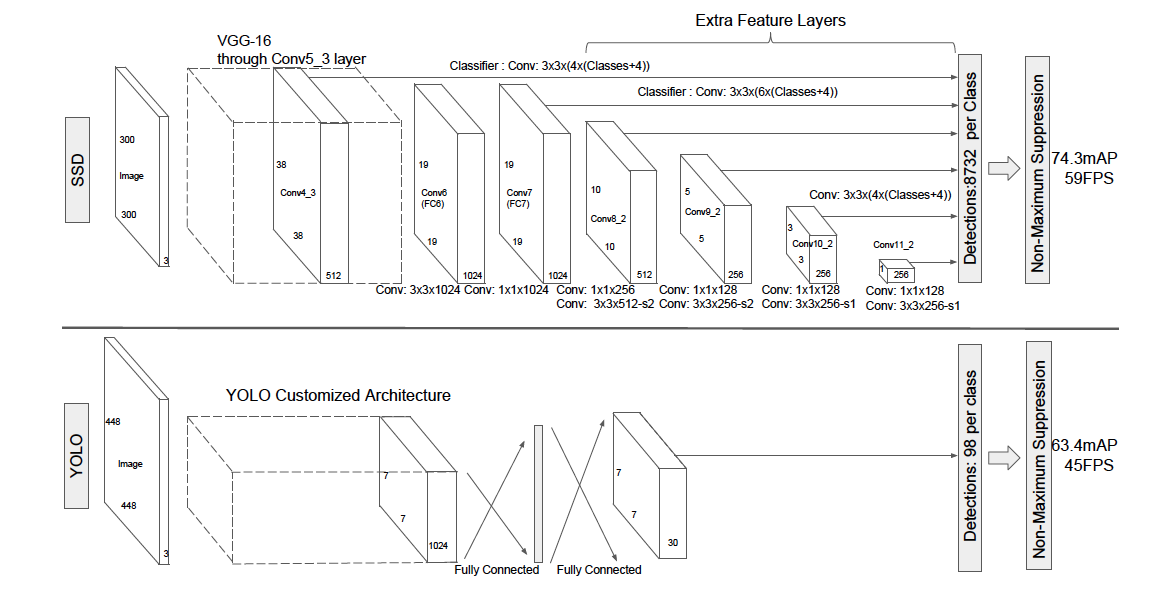 Extra Feature Layers
VGG-16
through Conv5_3 layer
Classifier : Conv: 3x3x(4x(Classes+4))
Classifier : Conv: 3x3x(6x(Classes+4))
SSD
300
Image
300
3
38
Conv4_3
38
512
19
Conv6
(FC6)
19
1024
19
Conv7
(FC7)
19
1024
10
Conv8_2
10
512
5
Conv9_2
5
256
Conv: 3x3x(4x(Classes+4))
3
Conv10_2
3
256
Conv11_2
1
256
Detections:8732 per Class
Non-Maximum Suppression
74.3mAP
59FPS
Conv: 3x3x1024
Conv: 1x1x1024
Conv: 1x1x256
Conv: 3x3x512-s2
Conv: 1x1x128
Conv: 3x3x256-s2
Conv: 1x1x128
Conv: 3x3x256-s1
Conv: 1x1x128
Conv: 3x3x256-s1
YOLO
448
Image
448
3
YOLO Customized Architecture
7
7
1024
Fully Connected
Fully Connected
7
7
30
Detections: 98 per class
Non-Maximum Suppression
63.4mAP
45FPS